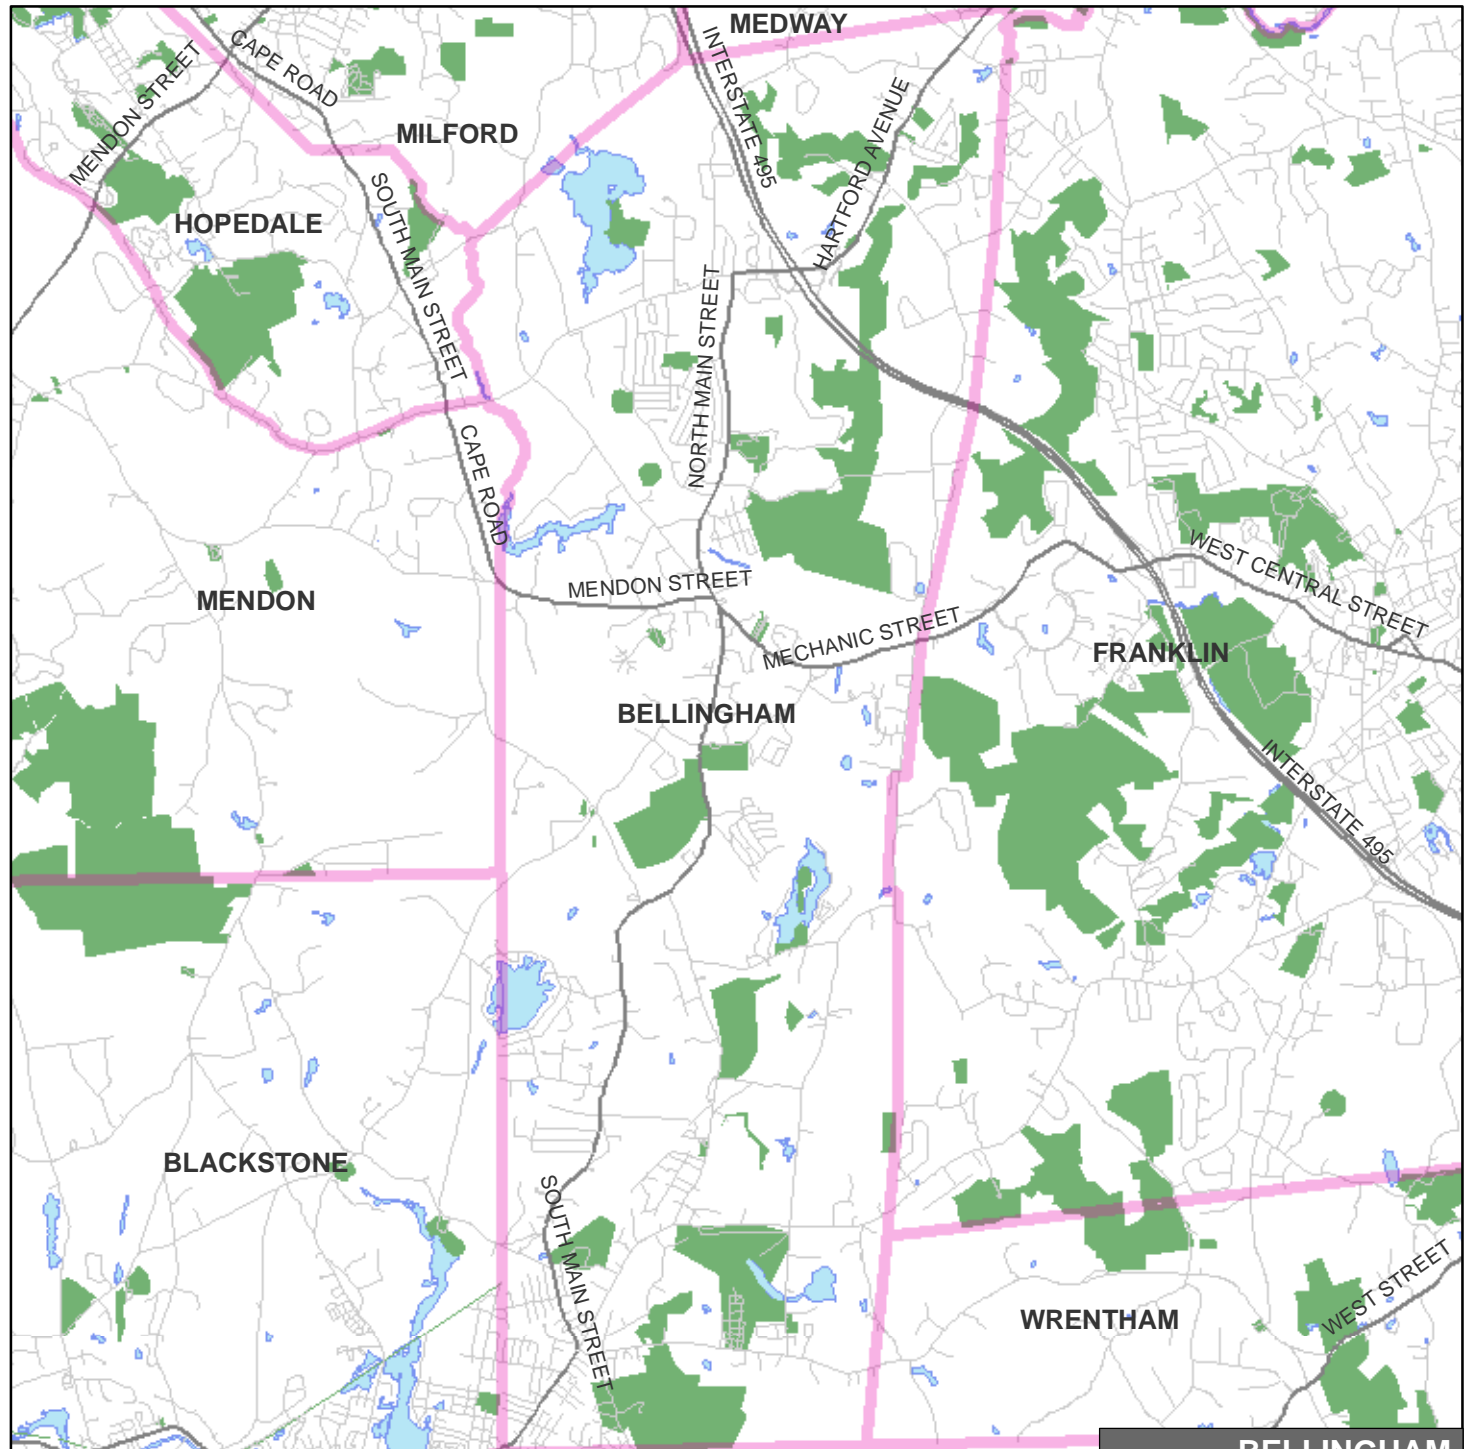 MEDWAY
CAPE ROAD
MENDON STREET
INTERSTATE 495
HARTFORD AVENUE
MILFORD
HOPEDALE
SOUTH MAIN STREET
NORTH MAIN STREET
CAPE ROAD
MENDON STREET
WEST CENTRAL STREET
MENDON
MECHANIC STREET
FRANKLIN
BELLINGHAM
INTERSTATE 495
BLACKSTONE
SOUTH MAIN STREET
WEST STREET
WRENTHAM
BELLINGHAM